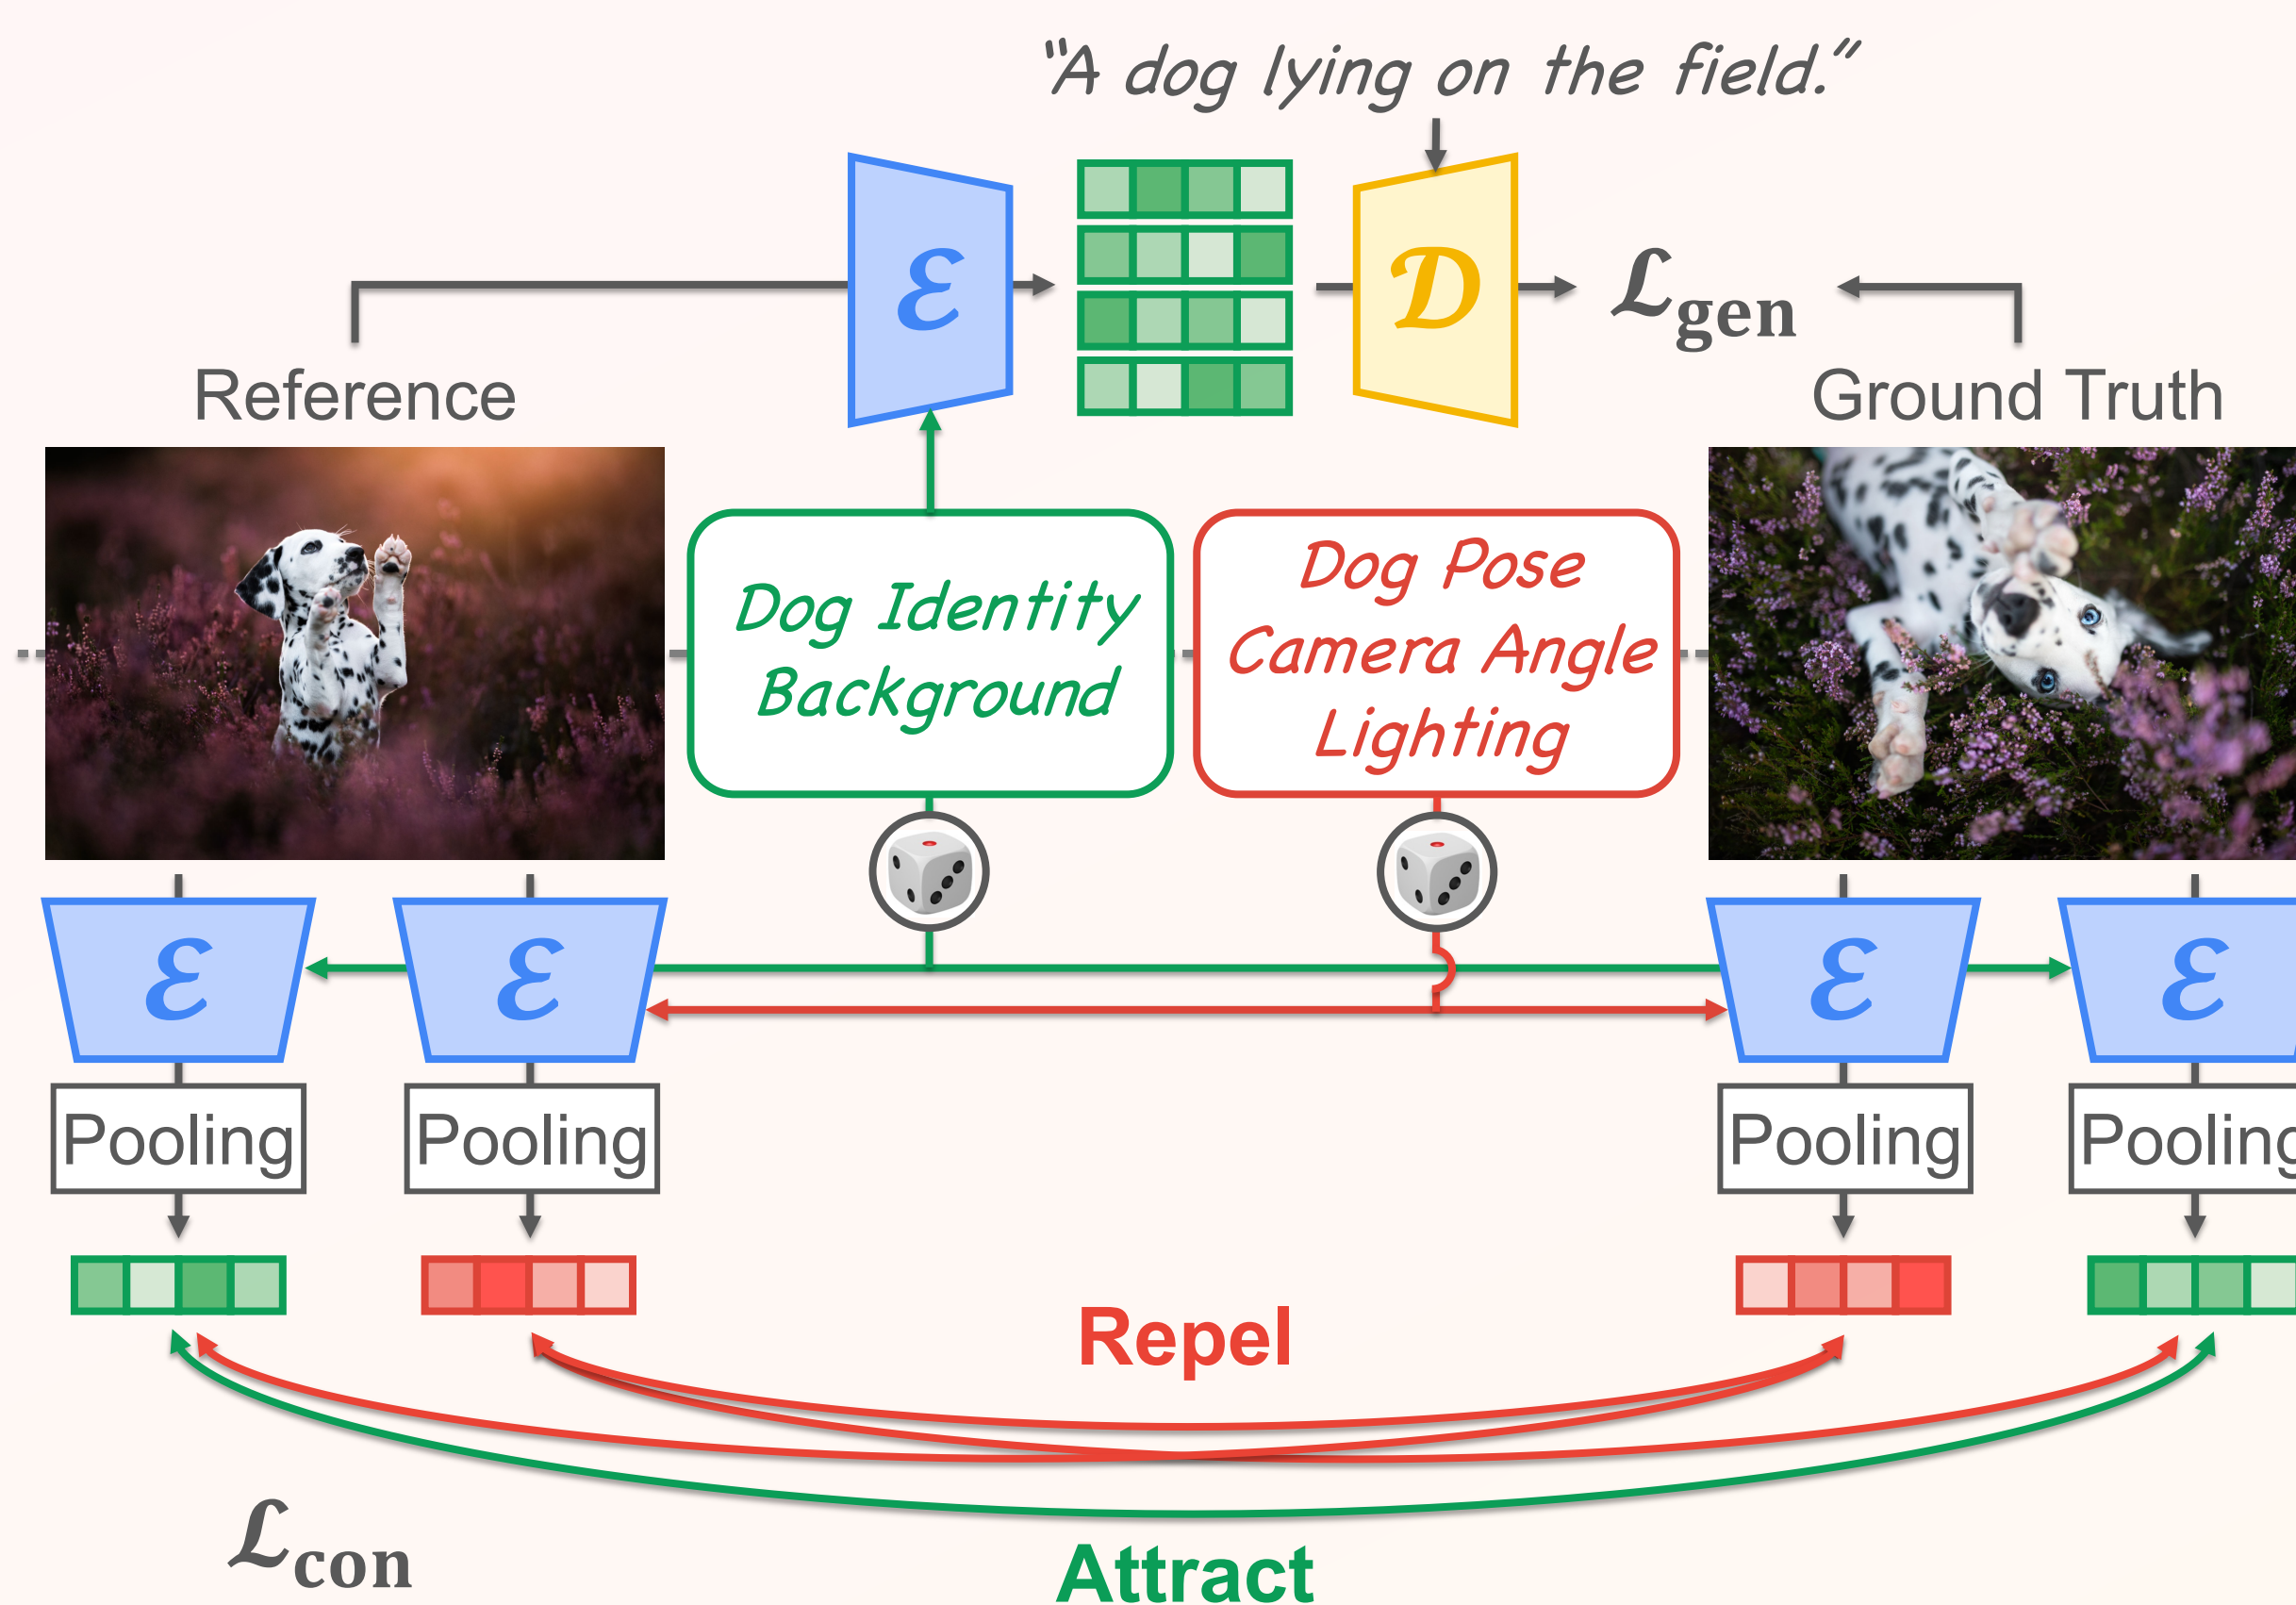 “A dog lying on the field.”
ℰ
𝒟
ℒgen
Reference
Ground Truth
Dog Identity
Background
Dog Pose
Camera Angle
Lighting
ℰ
ℰ
ℰ
ℰ
Pooling
Pooling
Pooling
Pooling
Repel
ℒcon
Attract